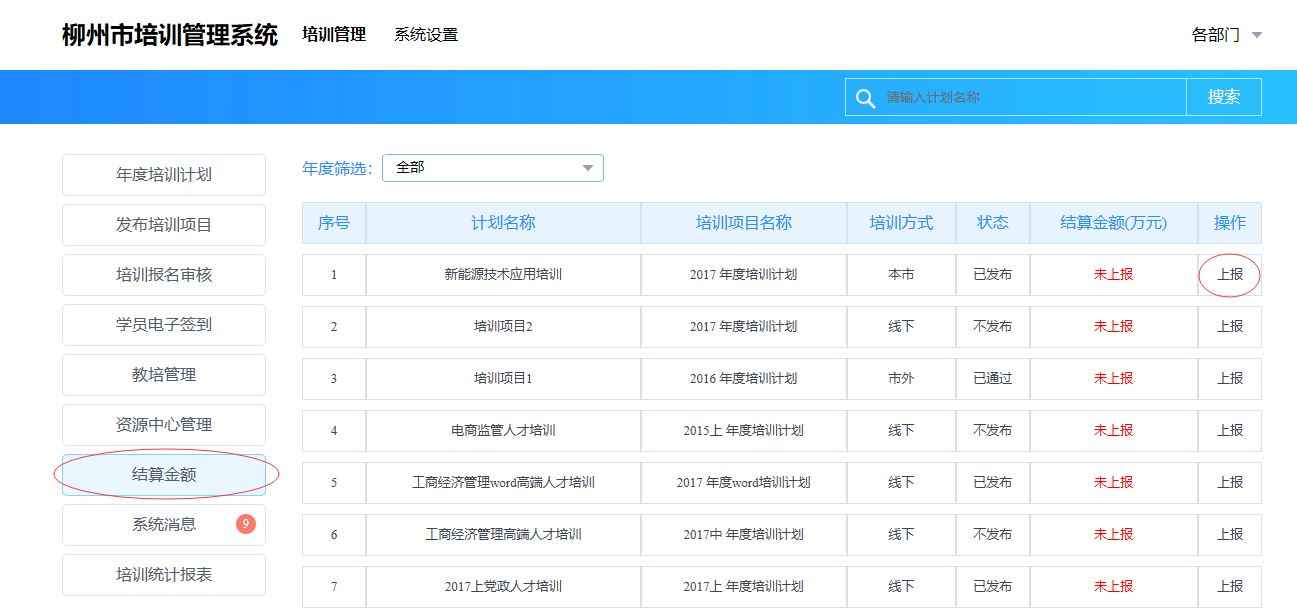 柳州市培训管理系统 培训管理 系统设置 各部门
请输入计划名称 搜索
年度培训计划
发布培训项目
培训报名审核
学员电子签到
教培管理
资源中心管理
结算金额
系统消息 9
培训统计报表
年度筛选: 全部
序号 计划名称 培训项目名称 培训方式 状态 结算金额(万元) 操作
1 新能源技术应用培训 2017 年度培训计划 本市 已发布 未上报 上报
2 培训项目2 2017 年度培训计划 线下 不发布 未上报 上报
3 培训项目1 2016 年度培训计划 市外 已通过 未上报 上报
4 电商监管人才培训 2015上 年度培训计划 线下 不发布 未上报 上报
5 工商经济管理word高端人才培训 2017 年度word培训计划 线下 已发布 未上报 上报
6 工商经济管理高端人才培训 2017中 年度培训计划 线下 不发布 未上报 上报
7 2017上党政人才培训 2017上 年度培训计划 线下 已发布 未上报 上报